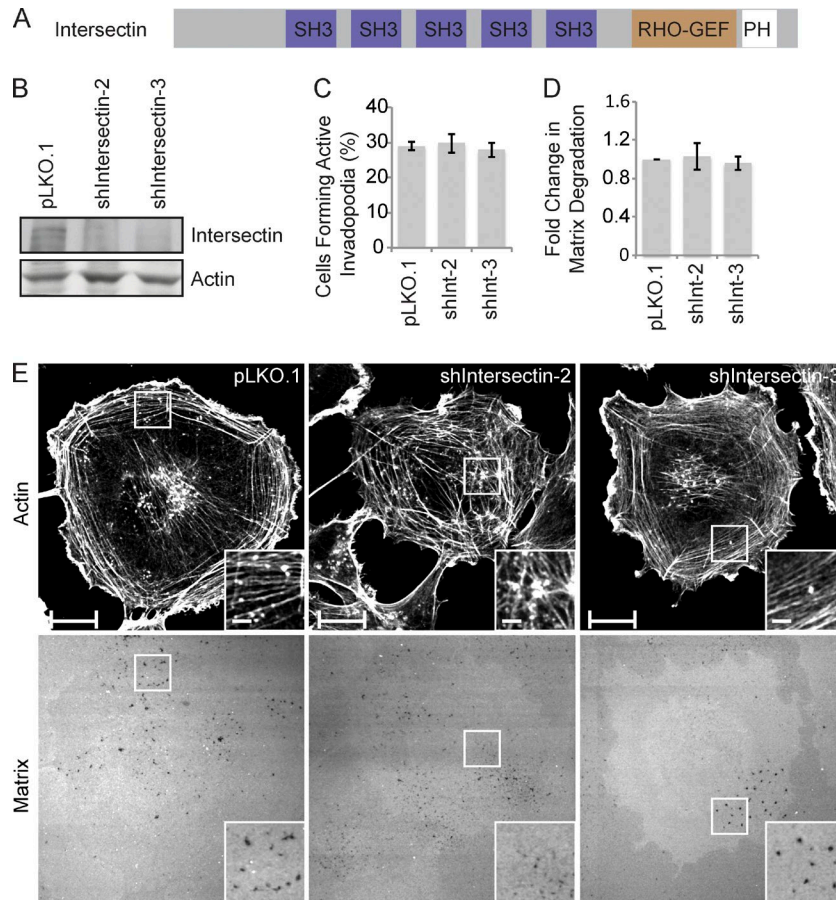 A
Intersectin
SH3 SH3 SH3 SH3 SH3 RHO-GEF PH
B
pLKO.1
shIntersectin-2
shIntersectin-3
Intersectin
Actin
C
Cells Forming Active
Invadopodia (%)
40
30
20
10
0
pLKO.1
shInt-2
shInt-3
D
Fold Change in
Matrix Degradation
1.6
1.2
0.8
0.4
0
pLKO.1
shInt-2
shInt-3
E
pLKO.1
shIntersectin-2
shIntersectin-3
Actin
Matrix